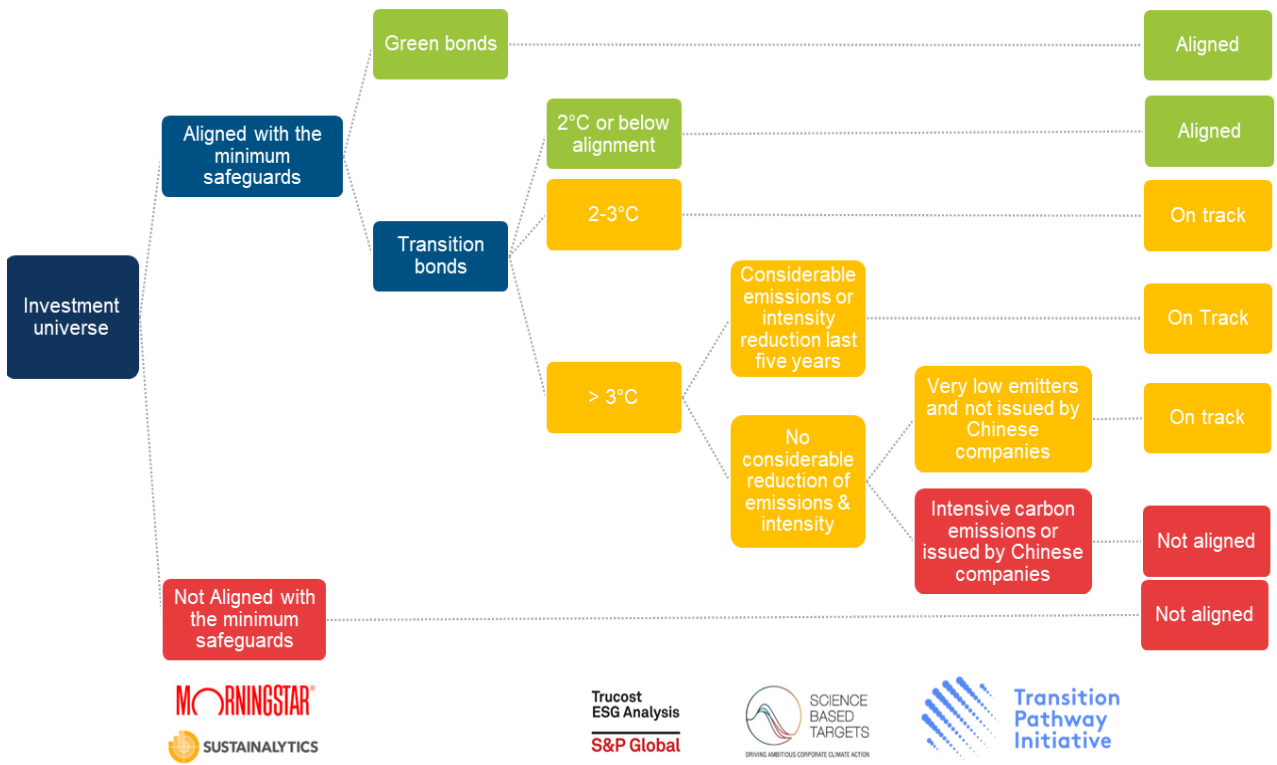 Green bonds
Aligned
Aligned with the
minimum
safeguards
2°C or below
alignment
Aligned
2-3°C
On track
Transition
bonds
Investment
universe
Considerable
emissions or
intensity
reduction last
five years
On Track
> 3°C
Very low emitters
and not issued by
Chinese
companies
On track
No
considerable
reduction of
emissions &
intensity
Intensive carbon
emissions or
issued by Chinese
companies
Not aligned
Not Aligned with
the minimum
safeguards
Not aligned
MORNINGSTAR®
SUSTAINALYTICS
Trucost
ESG Analysis
S&P Global
SCIENCE
BASED
TARGETS
DRIVING AMBITIOUS CORPORATE CLIMATE ACTION
Transition
Pathway
Initiative